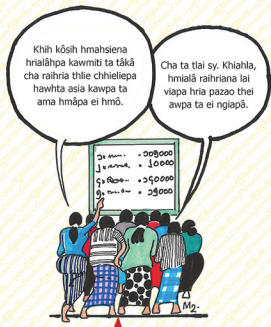 Khih kôsih hmahsiena
hrialâhpa kawmiti ta tâkâ
cha raihria thlie chhieliepa
hawhta asia kawpa ta
ama hmâpa ei hmô.
Cha ta tlai sy. Khiahla,
hmialâ raihriana lai
viapa hria pazao thei
awpa ta ei ngiapâ.